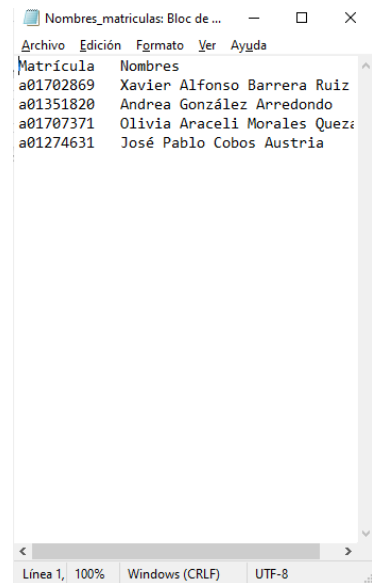 Nombres_matriculas: Bloc de ...
Archivo Edición Formato Ver Ayuda
Matrícula Nombres
a01702869 Xavier Alfonso Barrera Ruiz
a01351820 Andrea González Arredondo
a01707371 Olivia Araceli Morales
a01274631 José Pablo Cobos Austria
Línea 1, 100% Windows (CRLF) UTF-8